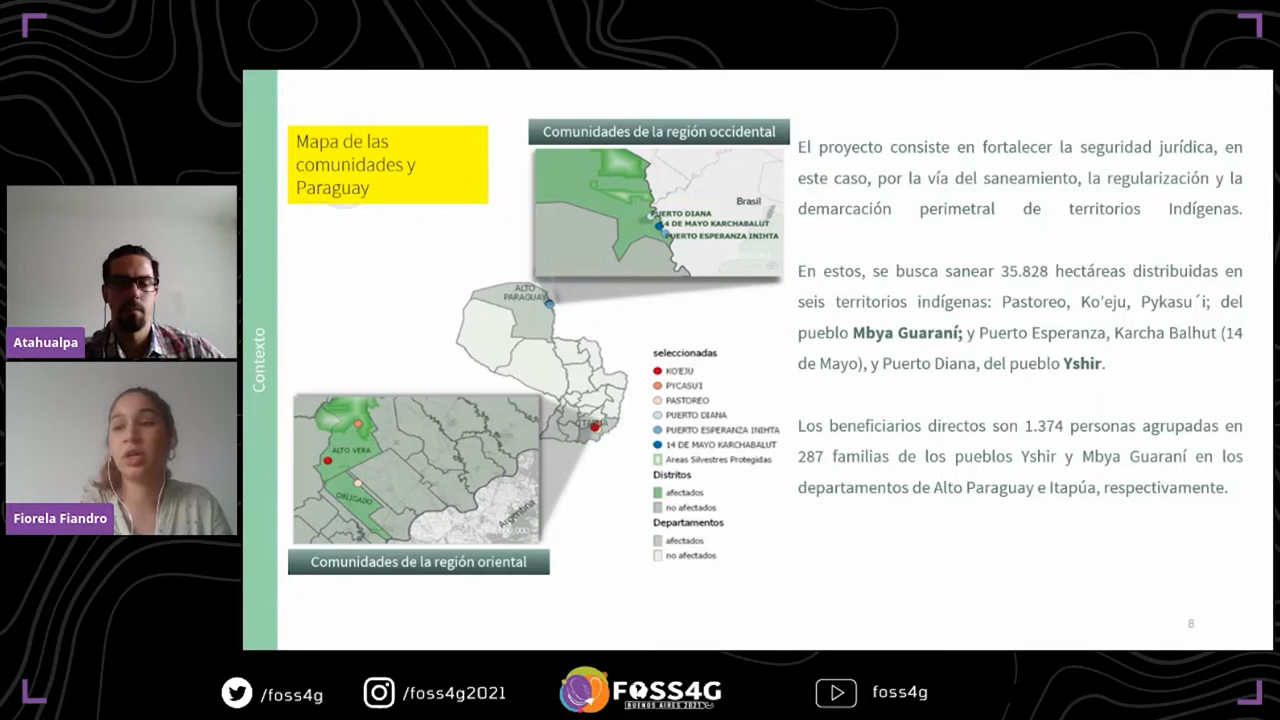 Contexto
Mapa de las
comunidades y
Paraguay
Comunidades de la región occidental
Brasil
PUERTO DIANA
14 DE MAYO KARCHABALUT
PUERTO ESPERANZA INIHTA
ALTO
PARAGUAY
seleccionadas
KO'EJU
PYCASU'I
PASTOREO
PUERTO DIANA
PUERTO ESPERANZA INIHTA
14 DE MAYO KARCHABALUT
Areas Silvestres Protegidas
Distritos
afectados
no afectados
Departamentos
afectados
no afectados
ALTO VERA
OBLIGADO
Argentina
Comunidades de la región oriental
El proyecto consiste en fortalecer la seguridad jurídica, en
este caso, por la vía del saneamiento, la regularización y la
demarcación perimetral de territorios Indígenas.
En estos, se busca sanear 35.828 hectáreas distribuidas en
seis territorios indígenas: Pastoreo, Ko’eju, Pykasu´i; del
pueblo Mbya Guaraní; y Puerto Esperanza, Karcha Balhut (14
de Mayo), y Puerto Diana, del pueblo Yshir.
Los beneficiarios directos son 1.374 personas agrupadas en
287 familias de los pueblos Yshir y Mbya Guaraní en los
departamentos de Alto Paraguay e Itapúa, respectivamente.
8
Atahualpa
Fiorela Fiandro
/foss4g
/foss4g2021
FOSS4G
BUENOS AIRES 2021
foss4g